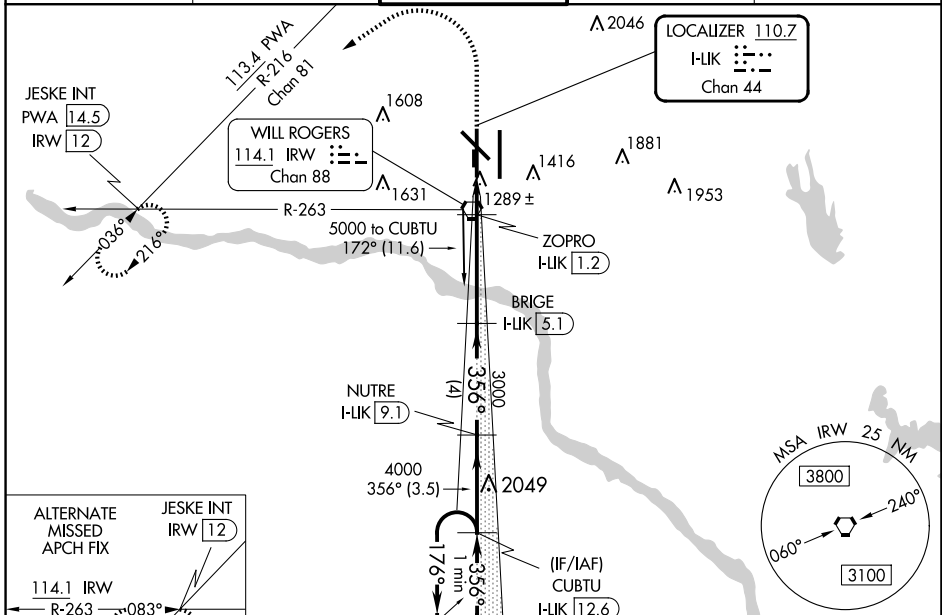 2046
LOCALIZER 110.7
I-LIK
Chan 44
113.4 PWA
R-216
Chan 81
JESKE INT
PWA 14.5
IRW 12
1608
WILL ROGERS
114.1 IRW
Chan 88
1631
1416
1881
1953
1289 ±
R-263
036°
216°
5000 to CUBTU
172° (11.6)
ZOPRO
I-LIK 1.2
BRIGE
I-LIK 5.1
3000
356°
(4)
NUTRE
I-LIK 9.1
4000
356° (3.5)
2049
MSA IRW 25 NM
3800
240°
060°
3100
ALTERNATE
MISSED
APCH FIX
JESKE INT
IRW 12
114.1 IRW
R-263
083°
176°
1 min
356°
(IF/IAF)
CUBTU
I-LIK 12.6